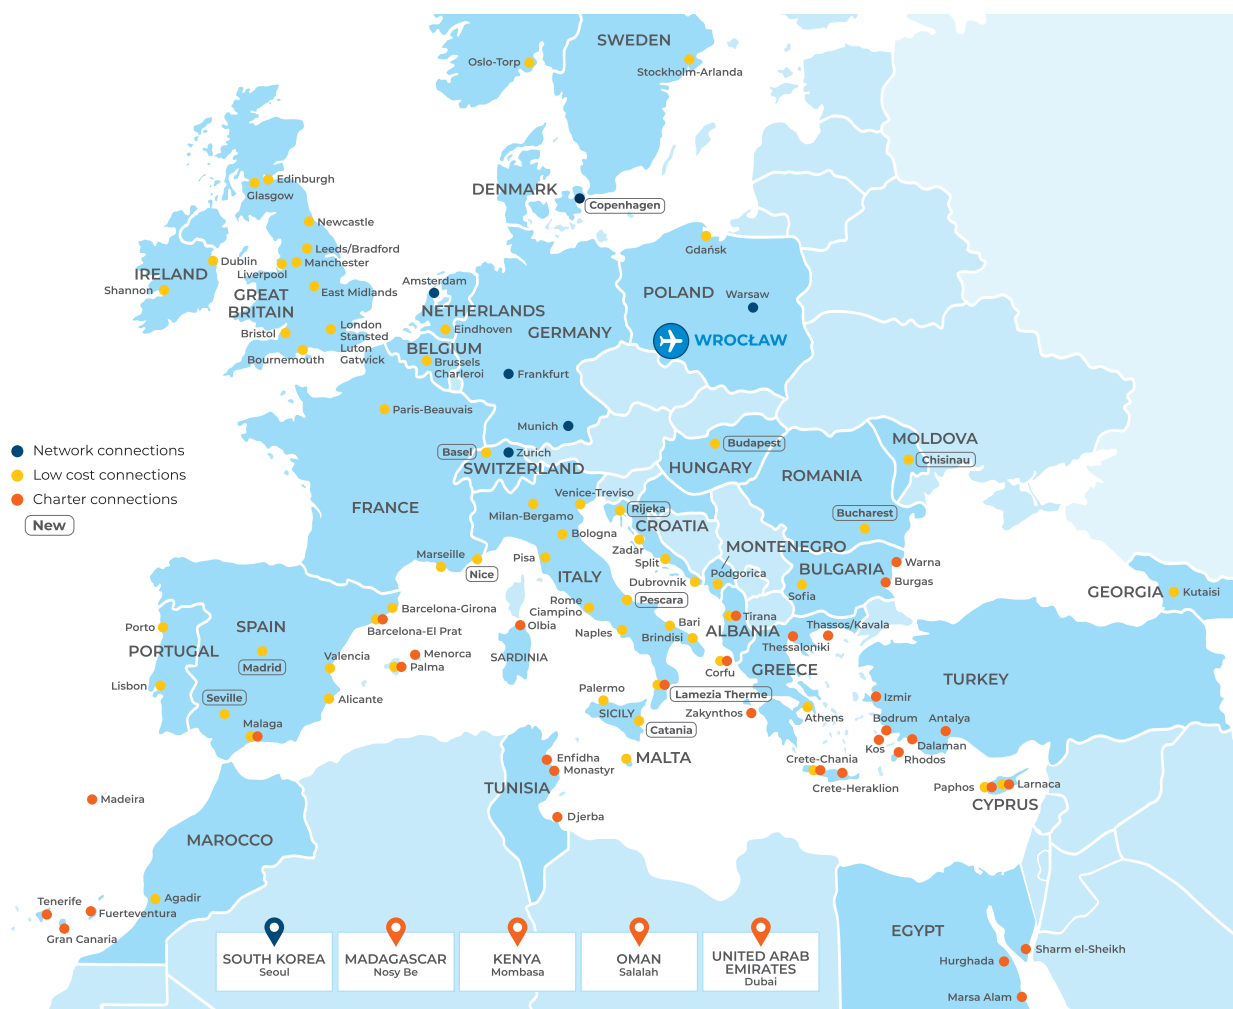 SWEDEN
Oslo-Torp
Stockholm-Arlanda
DENMARK
Copenhagen
Edinburgh
Glasgow
Newcastle
Leeds/Bradford
Dublin
Manchester
Liverpool
IRELAND
Shannon
East Midlands
GREAT
BRITAIN
Bristol
London
Stansted
Luton
Gatwick
Bournemouth
Amsterdam
NETHERLANDS
Eindhoven
GERMANY
BELGIUM
Brussels
Charleroi
Frankfurt
Munich
Gdańsk
POLAND
Warsaw
WROCŁAW
Paris-Beauvais
Network connections
Low cost connections
Charter connections
New
Basel
Zurich
SWITZERLAND
Budapest
HUNGARY
MOLDOVA
Chisinau
ROMANIA
Bucharest
FRANCE
Venice-Treviso
Milan-Bergamo
Rijeka
CROATIA
Bologna
Zadar
Split
MONTENEGRO
Podgorica
Dubrovnik
BULGARIA
Warna
Burgas
Sofia
GEORGIA
Kutaisi
Marseille
Nice
Pisa
ITALY
Rome
Ciampino
Pescara
Naples
Bari
Brindisi
Tirana
ALBANIA
Thassos/Kavala
Thessaloniki
Barcelona-Girona
Barcelona-El Prat
Olbia
SARDINIA
Porto
SPAIN
PORTUGAL
Madrid
Valencia
Menorca
Palma
Lisbon
Seville
Alicante
Malaga
Corfu
GREECE
TURKEY
Palermo
SICILY
Lamezia Therme
Catania
Zakynthos
Athens
Izmir
Bodrum
Antalya
Kos
Dalaman
Rhodos
Enfidha
Monastyr
MALTA
TUNISIA
Djerba
Crete-Chania
Crete-Heraklion
Paphos
Larnaca
CYPRUS
Madeira
MAROCCO
Agadir
Tenerife
Fuerteventura
Gran Canaria
EGYPT
Sharm el-Sheikh
Hurghada
Marsa Alam
SOUTH KOREA
Seoul
MADAGASCAR
Nosy Be
KENYA
Mombasa
OMAN
Salalah
UNITED ARAB
EMIRATES
Dubai